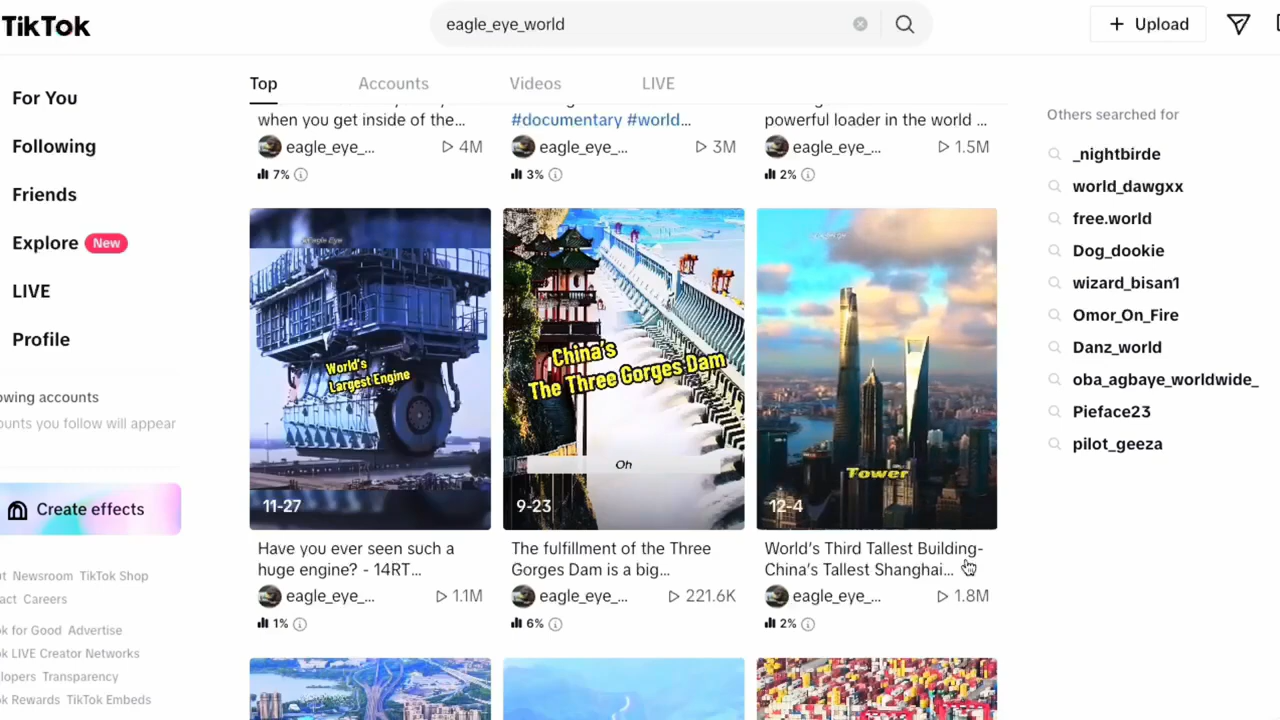 TikTok
eagle_eye_world
Upload
Top
Accounts
Videos
LIVE
For You
Following
Friends
Explore New
LIVE
Profile
owing accounts
ounts you follow will appear
Create effects
Newsroom TikTok Shop
Careers
k for Good Advertise
k LIVE Creator Networks
lopers Transparency
k Rewards TikTok Embeds
when you get inside of the...
eagle_eye_... 4M
7%
#documentary #world...
eagle_eye_... 3M
3%
powerful loader in the world ...
eagle_eye_... 1.5M
2%
World's
Largest Engine
11-27
Have you ever seen such a
huge engine? - 14RT...
eagle_eye_... 1.1M
1%
China's
The Three Gorges Dam
Oh
9-23
The fulfillment of the Three
Gorges Dam is a big...
eagle_eye_... 221.6K
6%
Tower
12-4
World's Third Tallest Building-
China's Tallest Shanghai...
eagle_eye_... 1.8M
2%
Others searched for
_nightbirde
world_dawgxx
free.world
Dog_dookie
wizard_bisan1
Omor_On_Fire
Danz_world
oba_agbaye_worldwide_
Pieface23
pilot_geeza